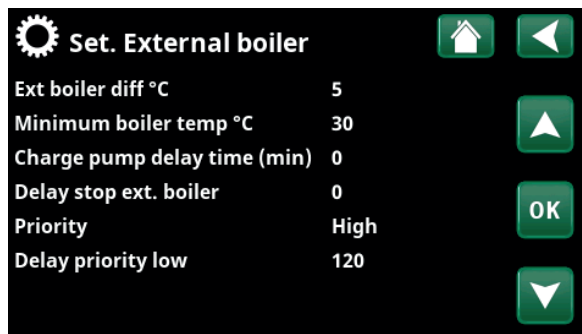 Set. External boiler
Ext boiler diff °C 5
Minimum boiler temp °C 30
Charge pump delay time (min) 0
Delay stop ext. boiler 0
Priority High
Delay priority low 120
OK